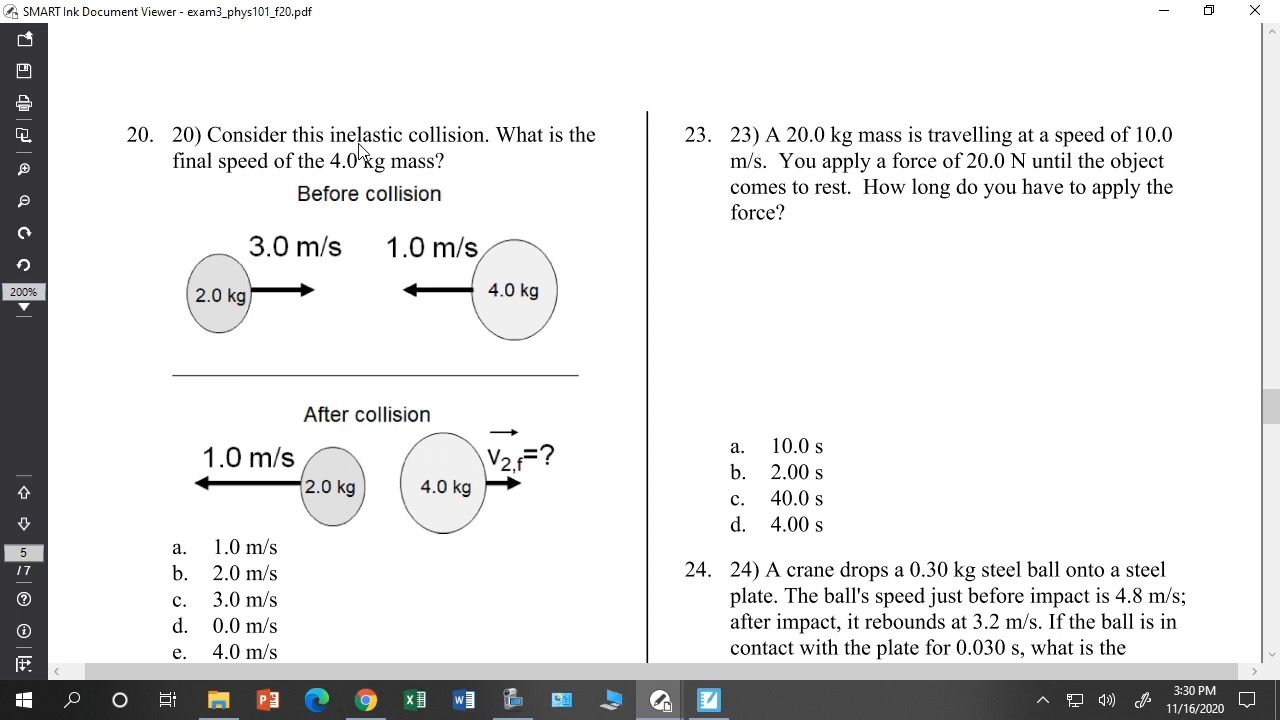 SMART Ink Document Viewer - exam3_phys101_f20.pdf
20. 20) Consider this inelastic collision. What is the
final speed of the 4.0 kg mass?
Before collision
3.0 m/s 1.0 m/s
2.0 kg 4.0 kg
After collision
1.0 m/s v2,f=?
2.0 kg 4.0 kg
a. 1.0 m/s
b. 2.0 m/s
c. 3.0 m/s
d. 0.0 m/s
e. 4.0 m/s
23. 23) A 20.0 kg mass is travelling at a speed of 10.0
m/s. You apply a force of 20.0 N until the object
comes to rest. How long do you have to apply the
force?
a. 10.0 s
b. 2.00 s
c. 40.0 s
d. 4.00 s
24. 24) A crane drops a 0.30 kg steel ball onto a steel
plate. The ball's speed just before impact is 4.8 m/s;
after impact, it rebounds at 3.2 m/s. If the ball is in
contact with the plate for 0.030 s, what is the
200%
5
/ 7
3:30 PM
11/16/2020